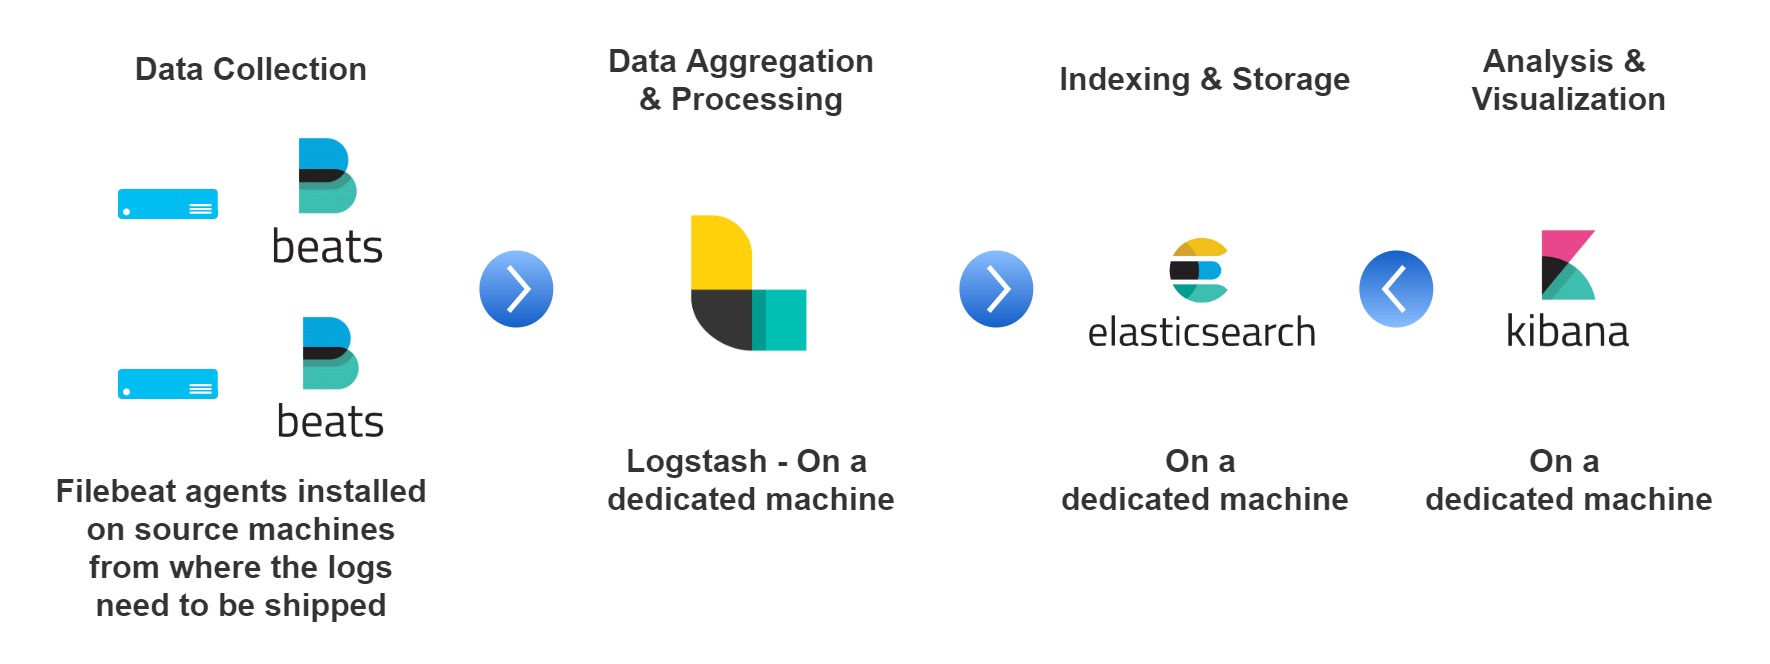 Data Collection
beats
beats
Filebeat agents installed
on source machines
from where the logs
need to be shipped
Data Aggregation
& Processing
Logstash - On a
dedicated machine
Indexing & Storage
elasticsearch
On a
dedicated machine
Analysis &
Visualization
kibana
On a
dedicated machine